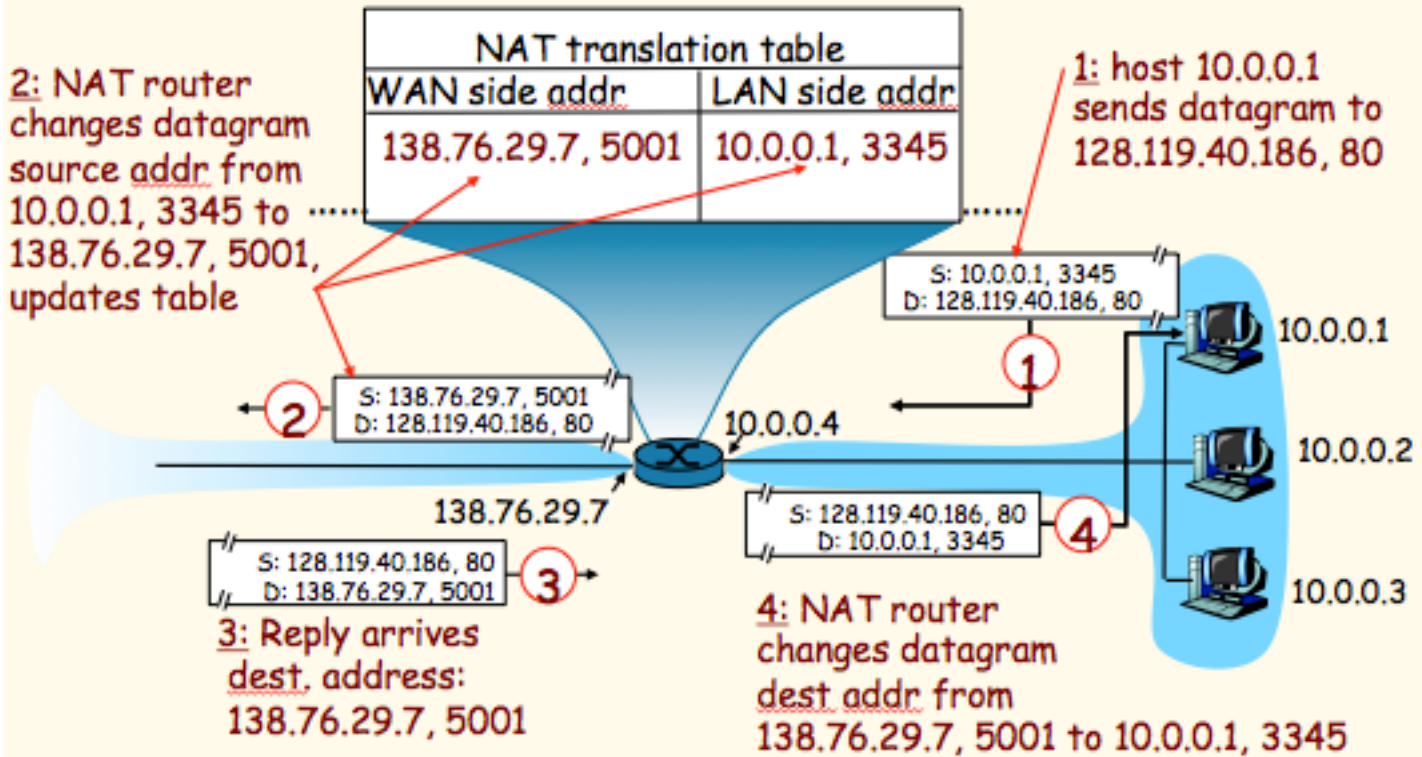 NAT translation table
WAN side addr LAN side addr
138.76.29.7, 5001 10.0.0.1, 3345
...... ......
2: NAT router
changes datagram
source addr from
10.0.0.1, 3345 to
138.76.29.7, 5001,
updates table
1: host 10.0.0.1
sends datagram to
128.119.40.186, 80
S: 10.0.0.1, 3345
D: 128.119.40.186, 80
1
10.0.0.1
S: 138.76.29.7, 5001
D: 128.119.40.186, 80
2
10.0.0.4
10.0.0.2
138.76.29.7
S: 128.119.40.186, 80
D: 10.0.0.1, 3345
4
S: 128.119.40.186, 80
D: 138.76.29.7, 5001
3
10.0.0.3
3: Reply arrives
dest. address:
138.76.29.7, 5001
4: NAT router
changes datagram
dest addr from
138.76.29.7, 5001 to 10.0.0.1, 3345